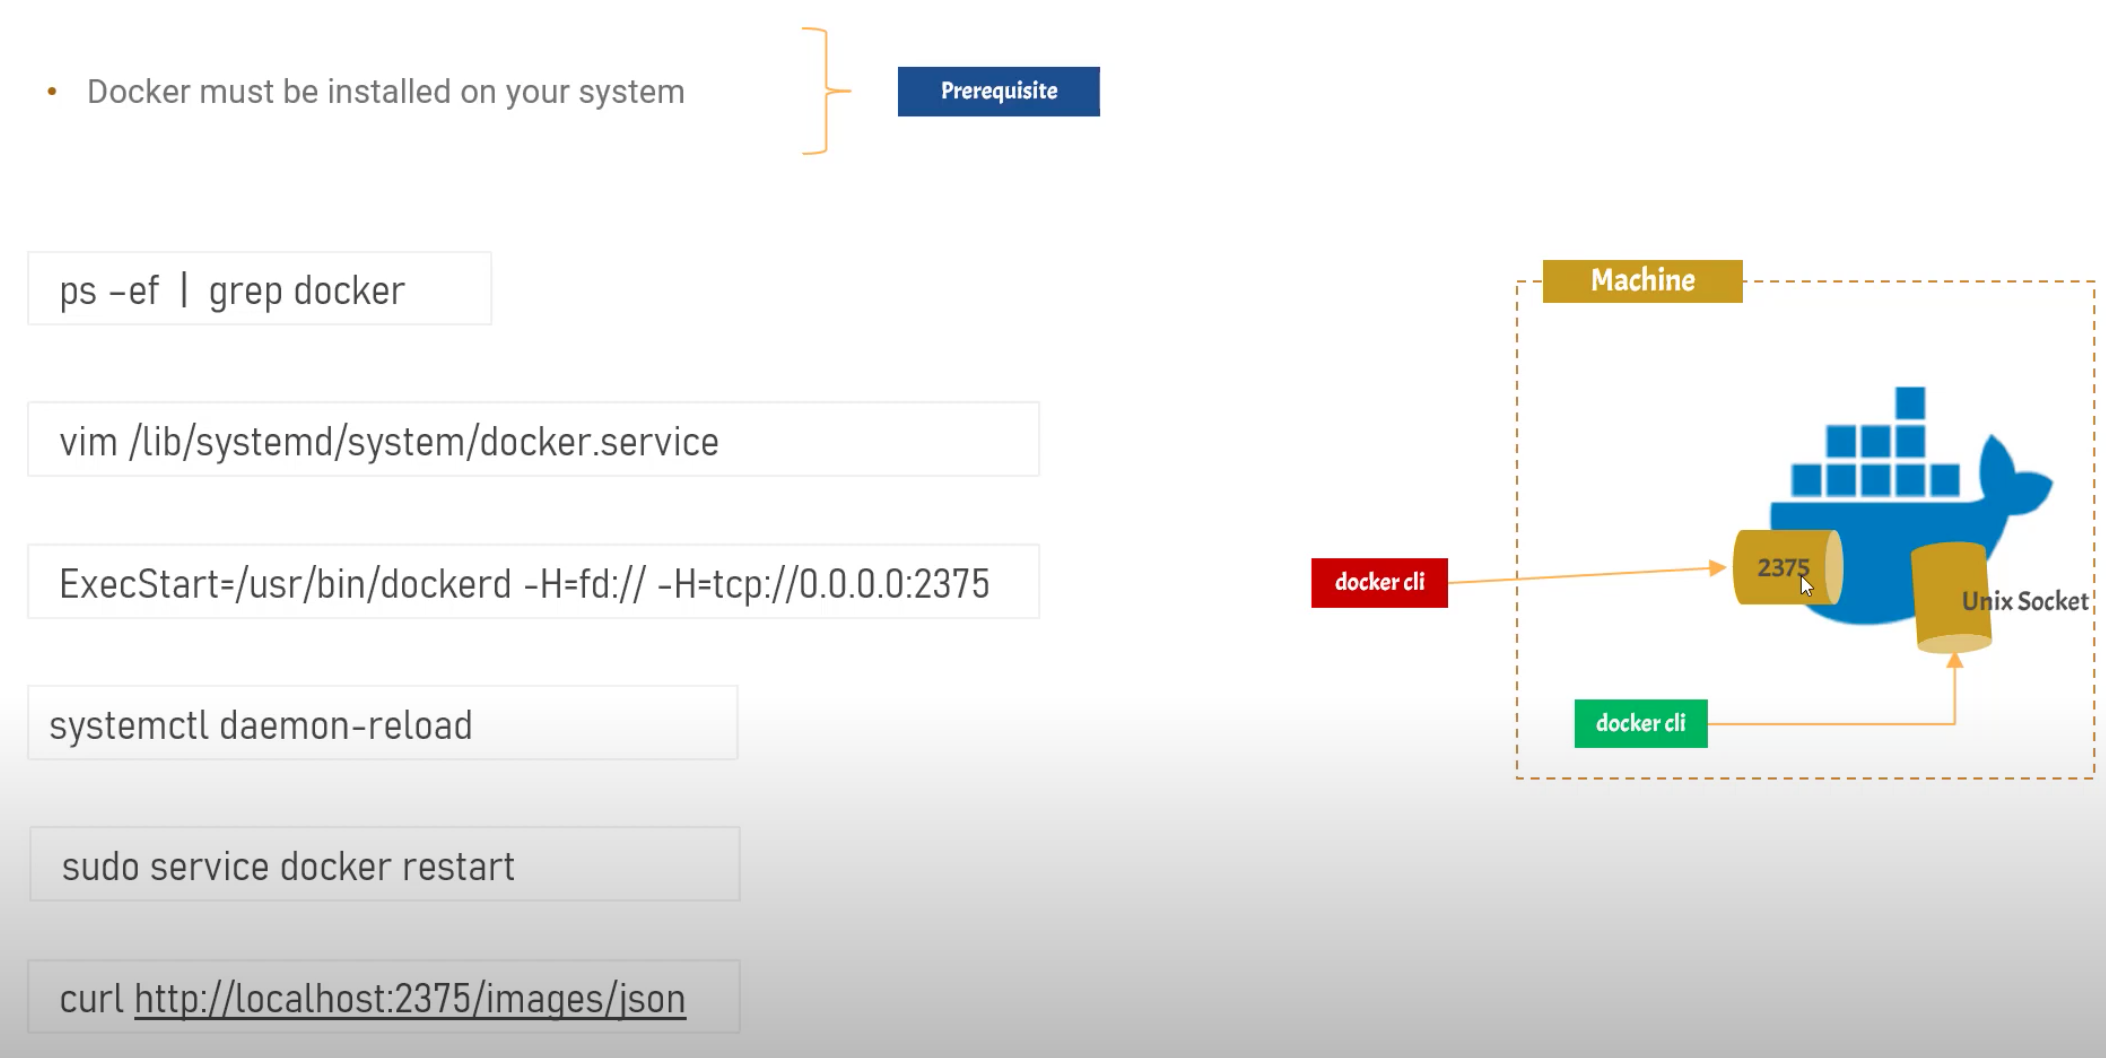 • Docker must be installed on your system
Prerequisite
ps –ef | grep docker
vim /lib/systemd/system/docker.service
ExecStart=/usr/bin/dockerd -H=fd:// -H=tcp://0.0.0.0:2375
systemctl daemon-reload
sudo service docker restart
curl http://localhost:2375/images/json
Machine
docker cli
2375
Unix Socket
docker cli